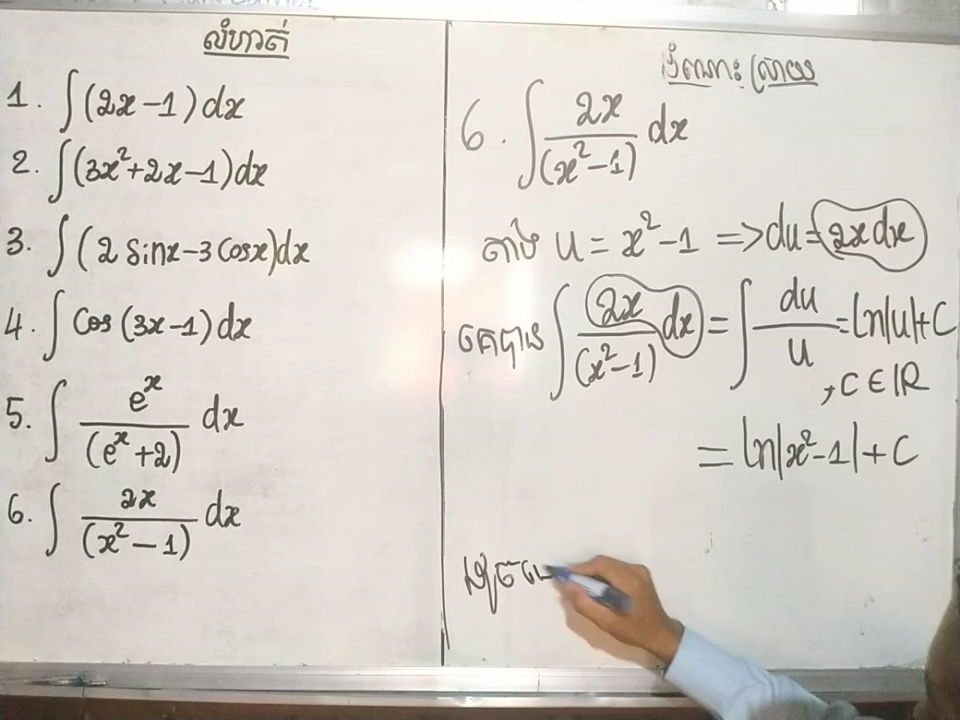 លំហាត់
1. ∫(2x-1)dx
2. ∫(3x²+2x-1)dx
3. ∫(2 sinx-3 cosx)dx
4. ∫ cos (3x-1)dx
5. ∫ eˣ/(eˣ+2) dx
6. ∫ 2x/(x²-1) dx
ដំណោះស្រាយ
6. ∫ 2x/(x²-1) dx
តាង u = x²-1 => du = 2x dx
គេបាន ∫ 2x/(x²-1) dx = ∫ du/u = ln|u|+C
, C ∈ IR
= ln|x²-1|+C